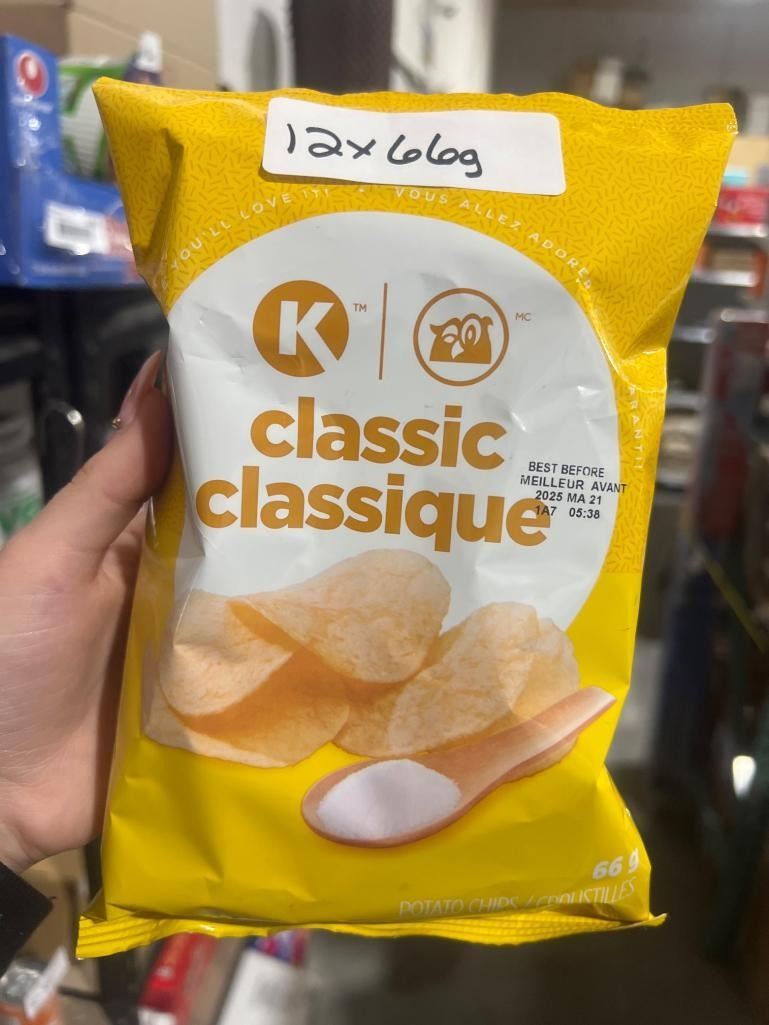 12x66g
YOU'LL LOVE IT! • VOUS ALLEZ ADORER
K TM MC
classic
classique
BEST BEFORE
MEILLEUR AVANT
2025 MA 21
1A7 05:38
66 g
POTATO CHIPS / CROUSTILLES